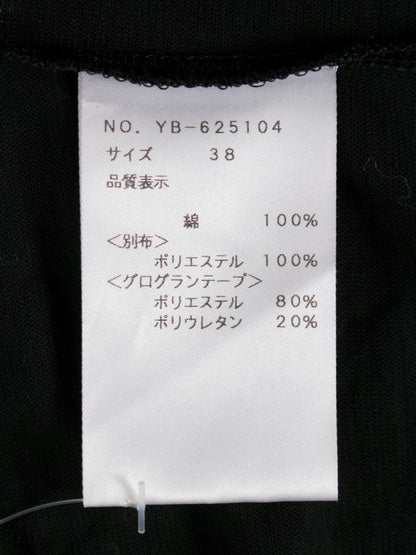 NO. YB-625104
サイズ 38
品質表示
綿 100%
<別布>
ポリエステル 100%
<グログランテープ>
ポリエステル 80%
ポリウレタン 20%